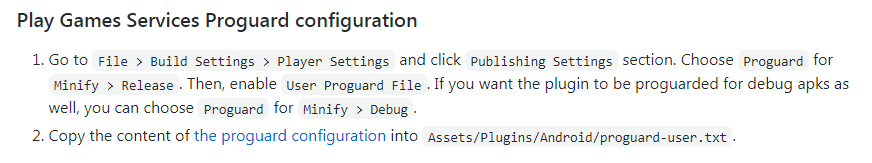 Play Games Services Proguard configuration
1. Go to File > Build Settings > Player Settings and click Publishing Settings section. Choose Proguard for
Minify > Release. Then, enable User Proguard File. If you want the plugin to be proguarded for debug apks as
well, you can choose Proguard for Minify > Debug.
2. Copy the content of the proguard configuration into Assets/Plugins/Android/proguard-user.txt.